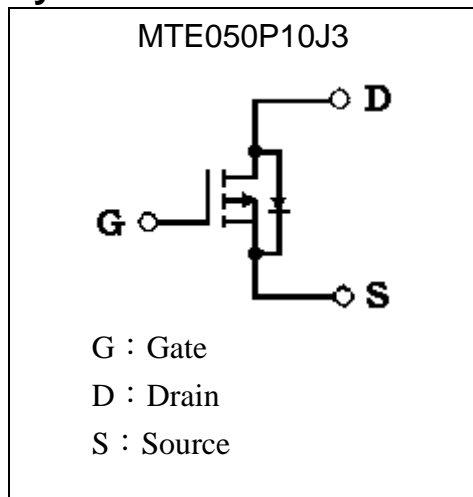 MTE050P10J3
D
G
S
G：Gate
D：Drain
S：Source